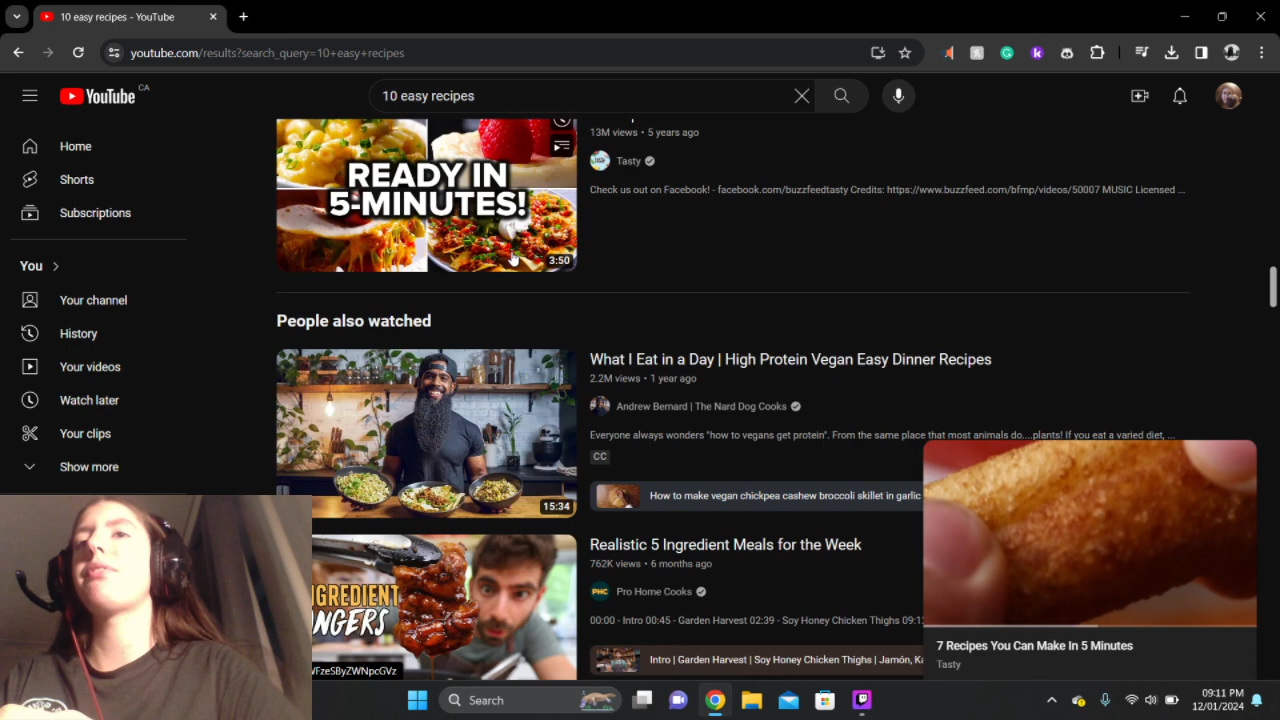 10 easy recipes - YouTube
youtube.com/results?search_query=10+easy+recipes
YouTube CA
10 easy recipes
Home
Shorts
Subscriptions
You
Your channel
History
Your videos
Watch later
Your clips
Show more
READY IN
5-MINUTES!
3:50
13M views • 5 years ago
Tasty
Check us out on Facebook! - facebook.com/buzzfeedtasty Credits: https://www.buzzfeed.com/bfmp/videos/50007 MUSIC Licensed ...
People also watched
15:34
What I Eat in a Day | High Protein Vegan Easy Dinner Recipes
2.2M views • 1 year ago
Andrew Bernard | The Nard Dog Cooks
Everyone always wonders "how to vegans get protein". From the same place that most animals do....plants! If you eat a varied diet, ...
CC
How to make vegan chickpea cashew broccoli skillet in garlic
Realistic 5 Ingredient Meals for the Week
762K views • 6 months ago
PHC Pro Home Cooks
00:00 - Intro 00:45 - Garden Harvest 02:39 - Soy Honey Chicken Thighs 09:1
Intro | Garden Harvest | Soy Honey Chicken Thighs | Jamón,
7 Recipes You Can Make In 5 Minutes
Tasty
Search
09:11 PM
12/01/2024